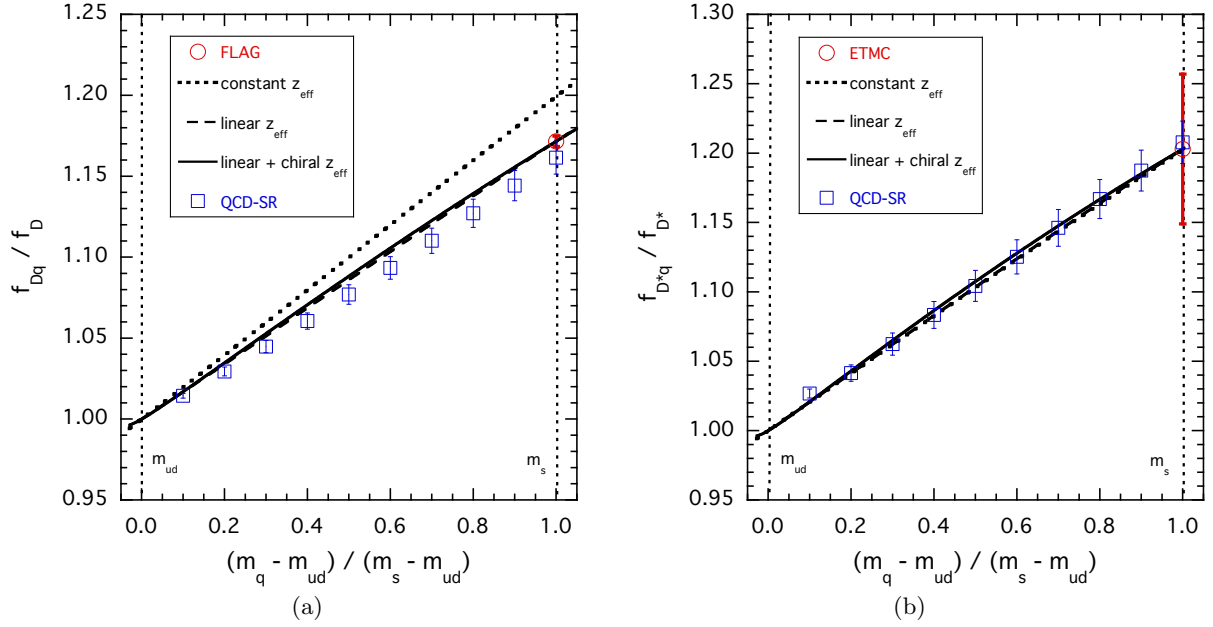 1.25
1.20
1.15
1.10
1.05
1.00
0.95
f_Dq / f_D
FLAG
constant z_eff
linear z_eff
linear + chiral z_eff
QCD-SR
m_ud
m_s
0.0 0.2 0.4 0.6 0.8 1.0
(m_q - m_ud) / (m_s - m_ud)
(a)
1.30
1.25
1.20
1.15
1.10
1.05
1.00
0.95
f_D*q / f_D*
ETMC
constant z_eff
linear z_eff
linear + chiral z_eff
QCD-SR
m_ud
m_s
0.0 0.2 0.4 0.6 0.8 1.0
(m_q - m_ud) / (m_s - m_ud)
(b)